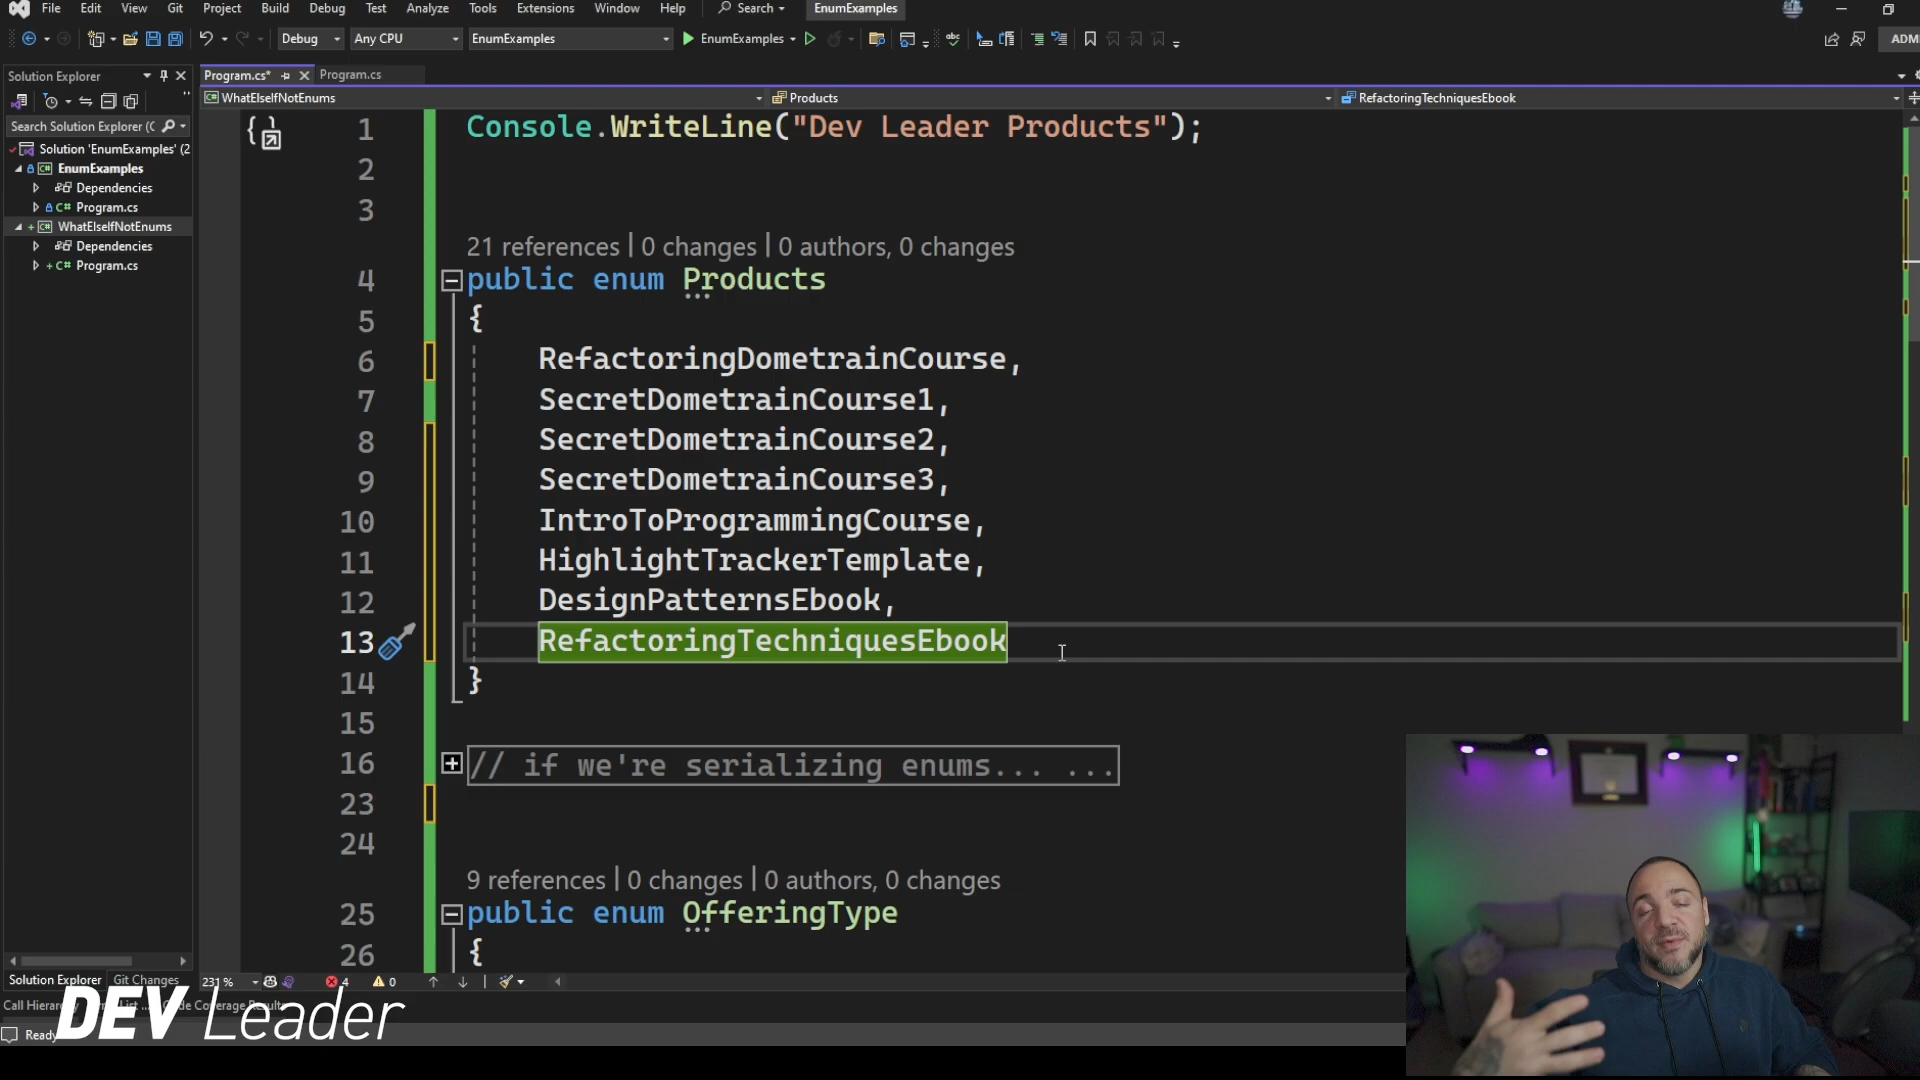 File Edit View Git Project Build Debug Test Analyze Tools Extensions Window Help Search EnumExamples
Debug Any CPU EnumExamples EnumExamples ADM
Solution Explorer
Program.cs* Program.cs
WhatElseIfNotEnums Products RefactoringTechniquesEbook
Search Solution Explorer (C
Solution 'EnumExamples' (2
EnumExamples
Dependencies
C# Program.cs
WhatElseIfNotEnums
Dependencies
C# Program.cs
1 Console.WriteLine("Dev Leader Products");
2
3
21 references | 0 changes | 0 authors, 0 changes
4 public enum Products
5 {
6 RefactoringDometrainCourse,
7 SecretDometrainCourse1,
8 SecretDometrainCourse2,
9 SecretDometrainCourse3,
10 IntroToProgrammingCourse,
11 HighlightTrackerTemplate,
12 DesignPatternsEbook,
13 RefactoringTechniquesEbook
14 }
15
16 // if we're serializing enums... ...
23
24
9 references | 0 changes | 0 authors, 0 changes
25 public enum OfferingType
26 {
Solution Explorer Git Changes 231 % 4 0
Call Hierar
de Coverage Results
Ready
DEV Leader